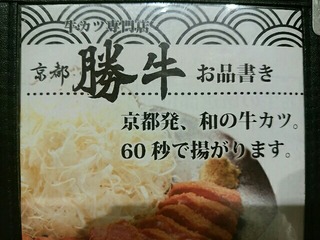 牛カツ専門店
京都 勝牛 お品書き
京都発、和の牛カツ。
60秒で揚がります。